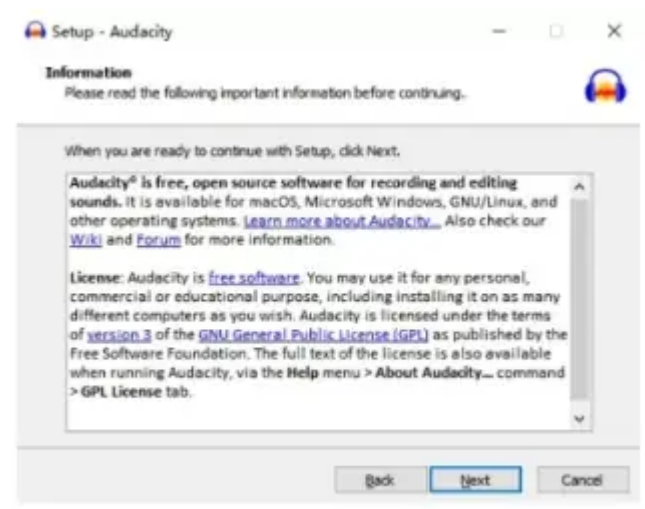 Setup - Audacity
Information
Please read the following important information before continuing.
When you are ready to continue with Setup, click Next.
Audacity® is free, open source software for recording and editing
sounds. It is available for macOS, Microsoft Windows, GNU/Linux, and
other operating systems. Learn more about Audacity... Also check our
Wiki and Forum for more information.
License: Audacity is free software. You may use it for any personal,
commercial or educational purpose, including installing it on as many
different computers as you wish. Audacity is licensed under the terms
of version 3 of the GNU General Public License (GPL) as published by the
Free Software Foundation. The full text of the license is also available
when running Audacity, via the Help menu > About Audacity... command
> GPL License tab.
Back Next Cancel